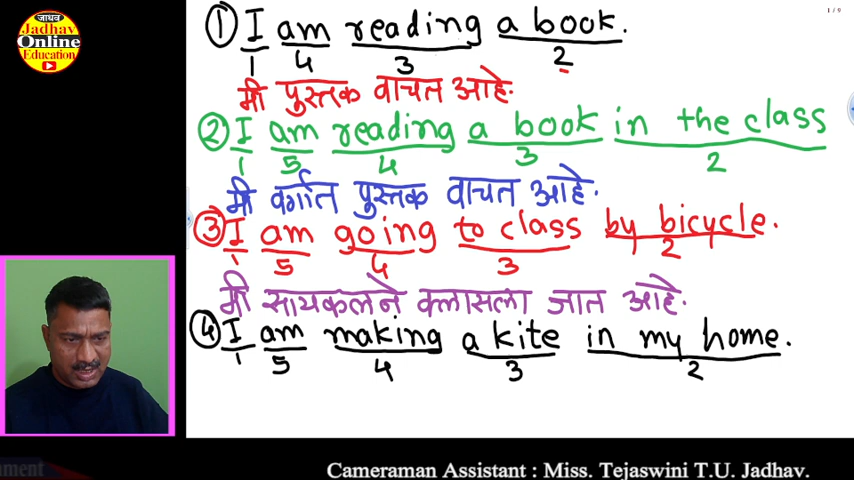 जाधव
Jadhav
Online
Education
1 / 9
① I am reading a book.
1 4 3 2
मी पुस्तक वाचत आहे.
② I am reading a book in the class
1 5 4 3 2
मी वर्गात पुस्तक वाचत आहे.
③ I am going to class by bicycle.
1 5 4 3 2
मी सायकलने क्लासला जात आहे.
④ I am making a kite in my home.
1 5 4 3 2
Cameraman Assistant : Miss. Tejaswini T.U. Jadhav.